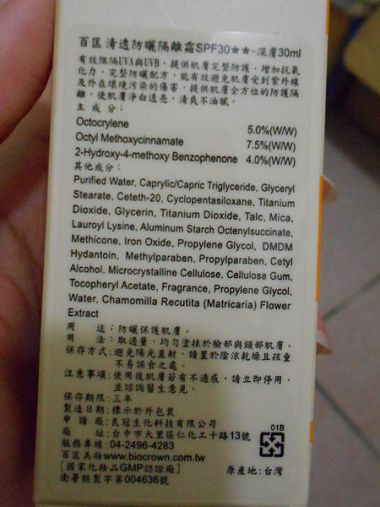 百匡 清透防曬隔離霜SPF30★★-深膚30ml
有效阻隔UVA與UVB,提供肌膚完整防護,增加抗氧
化力。完整防曬配方,能有效避免肌膚受到紫外線
及外在環境污染的傷害,提供肌膚全方位的防護隔
離,使肌膚淨白透亮,清爽不油膩。
主 成 分:
Octocrylene 5.0%(W/W)
Octyl Methoxycinnamate 7.5%(W/W)
2-Hydroxy-4-methoxy Benzophenone 4.0%(W/W)
其他成分:
Purified Water, Caprylic/Capric Triglyceride, Glyceryl
Stearate, Ceteth-20, Cyclopentasiloxane, Titanium
Dioxide, Glycerin, Titanium Dioxide, Talc, Mica,
Lauroyl Lysine, Aluminum Starch Octenylsuccinate,
Methicone, Iron Oxide, Propylene Glycol, DMDM
Hydantoin, Methylparaben, Propylparaben, Cetyl
Alcohol, Microcrystalline Cellulose, Cellulose Gum,
Tocopheryl Acetate, Fragrance, Propylene Glycol,
Water, Chamomilla Recutita (Matricaria) Flower
Extract
用 途:防曬保護肌膚。
用 法:取適量,均勻塗抹於臉部與頸部肌膚。
保存方式:避免陽光直射,請置於陰涼乾燥且孩童
不易誤食之處。
注意事項:使用後肌膚若有不適感,請立即停用,
並諮詢醫生意見。
保存期限:三年
製造日期:標示於外包裝
申 請 廠:良冠生化科技有限公司
廠 址:台中市大里區仁化工十路13號
服務專線:04-2496-4283
百匡美妝:www.biocrown.com.tw
〔國家化妝品GMP認證廠〕
衛署粧製字第004636號
01B
原產地:台灣